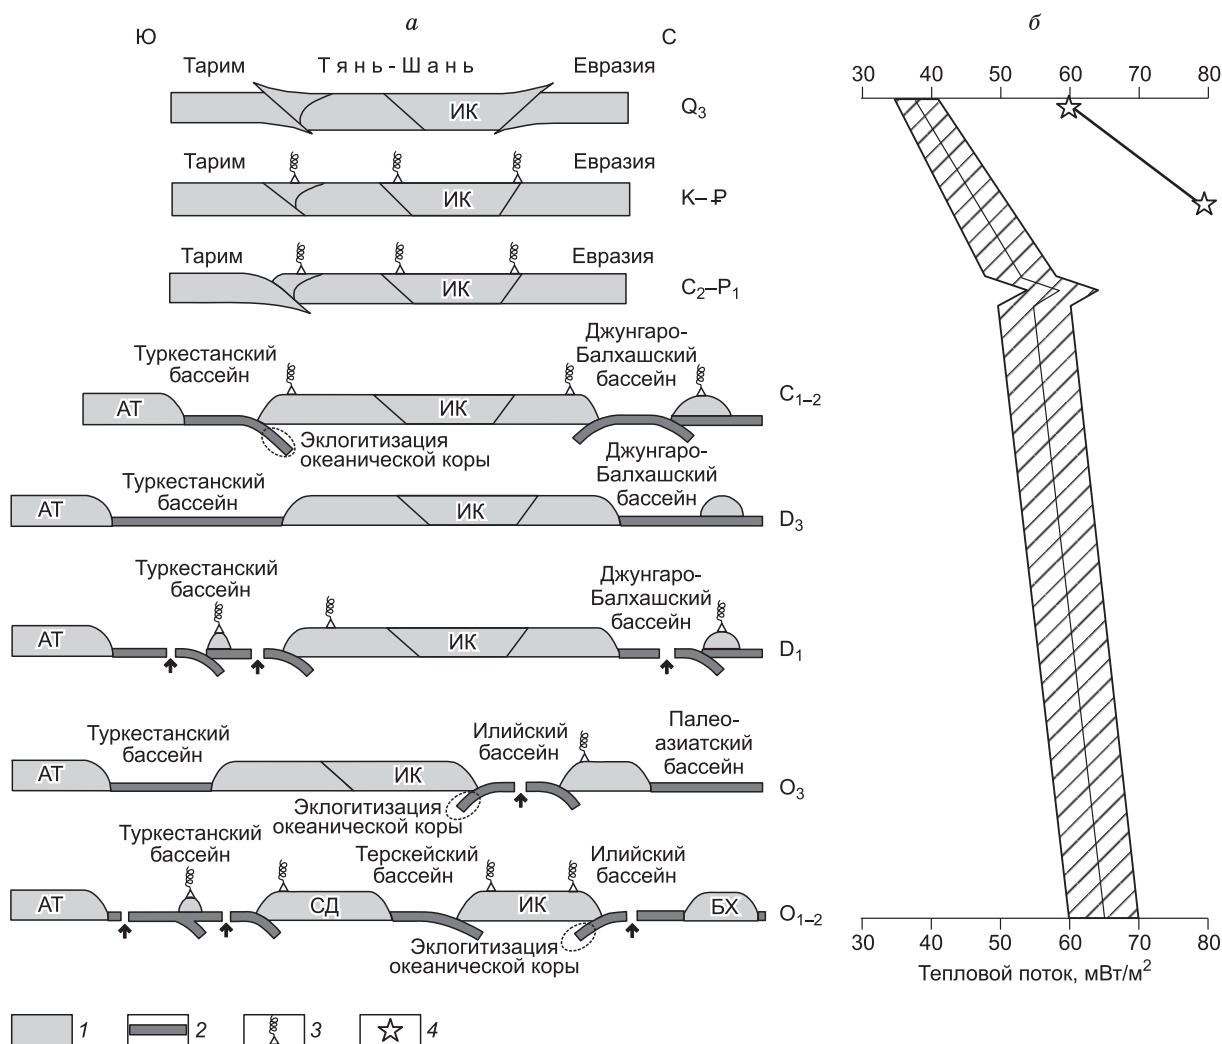 а
б
Ю
С
Тарим
Тянь-Шань
Евразия
ИК
Q3
Тарим
Евразия
ИК
K–Ꝑ
Тарим
Евразия
ИК
C2–P1
Туркестанский
бассейн
Джунгаро-
Балхашский
бассейн
АТ
ИК
C1–2
Эклогитизация
океанической коры
Туркестанский
бассейн
Джунгаро-
Балхашский
бассейн
АТ
ИК
D3
Туркестанский
бассейн
Джунгаро-
Балхашский
бассейн
АТ
ИК
D1
Туркестанский
бассейн
Илийский
бассейн
Палео-
азиатский
бассейн
АТ
ИК
O3
Эклогитизация
океанической коры
Туркестанский
бассейн
Терскейский
бассейн
Илийский
бассейн
АТ
СД
ИК
БХ
O1–2
Эклогитизация
океанической коры
1
2
3
4
30 40 50 60 70 80
30 40 50 60 70 80
Тепловой поток, мВт/м2